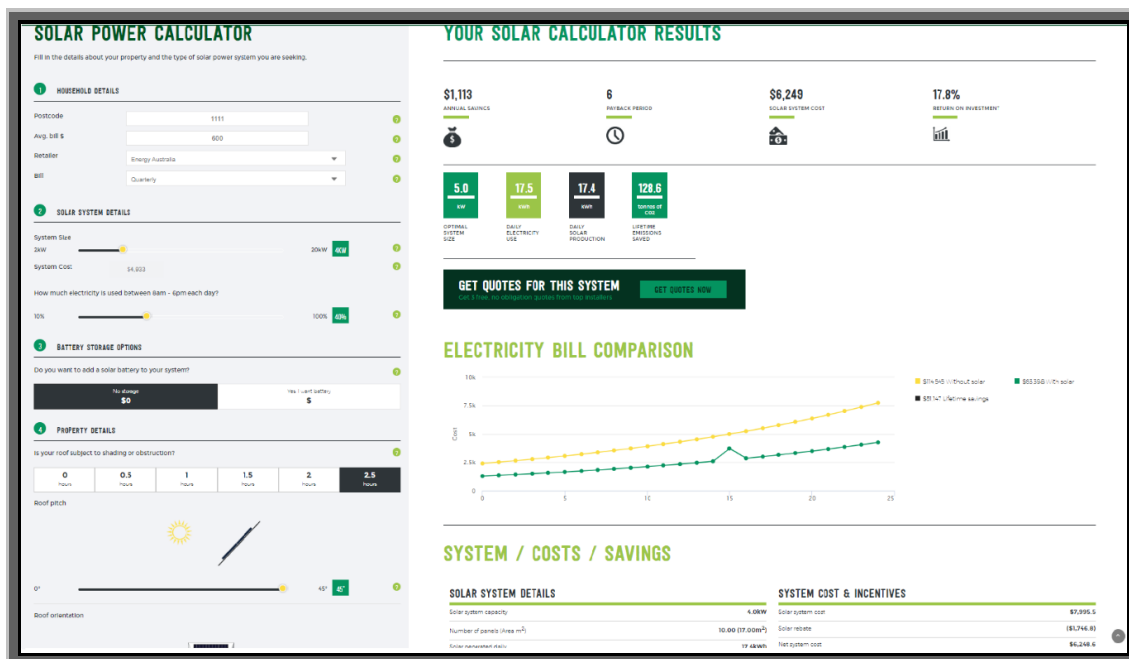 SOLAR POWER CALCULATOR
Fill in the details about your property and the type of solar power system you are seeking.
1 HOUSEHOLD DETAILS
Postcode 1111
Avg. bill $ 600
Retailer Energy Australia
Bill Quarterly
2 SOLAR SYSTEM DETAILS
System Size
2kW 20kW 4KW
System Cost $4,933
How much electricity is used between 8am - 6pm each day?
10% 100% 40%
3 BATTERY STORAGE OPTIONS
Do you want to add a solar battery to your system?
No storage Yes I want battery
$0 $
4 PROPERTY DETAILS
Is your roof subject to shading or obstruction?
0 0.5 1 1.5 2 2.5
hours hours hours hours hours hours
Roof pitch
0° 45° 45°
Roof orientation
YOUR SOLAR CALCULATOR RESULTS
$1,113 6 $6,249 17.8%
ANNUAL SAVINGS PAYBACK PERIOD SOLAR SYSTEM COST RETURN ON INVESTMENT*
5.0 17.5 17.4 128.6
kW kWh kWh tonnes of
CO2
OPTIMAL DAILY DAILY LIFETIME
SYSTEM ELECTRICITY SOLAR EMISSIONS
SIZE USE PRODUCTION SAVED
GET QUOTES FOR THIS SYSTEM GET QUOTES NOW
Get 3 free, no obligation quotes from top installers
ELECTRICITY BILL COMPARISON
10k
7.5k
5k
2.5k
0
Cost
0 5 10 15 20 25
Without solar With solar
Lifetime savings
SYSTEM / COSTS / SAVINGS
SOLAR SYSTEM DETAILS
Solar system capacity 4.0kW
Number of panels (Area m²) 10.00 (17.00m²)
Solar generated daily 17.4kWh
SYSTEM COST & INCENTIVES
Solar system cost $7,995.5
Solar rebate ($1,746.8)
Net system cost $6,248.6